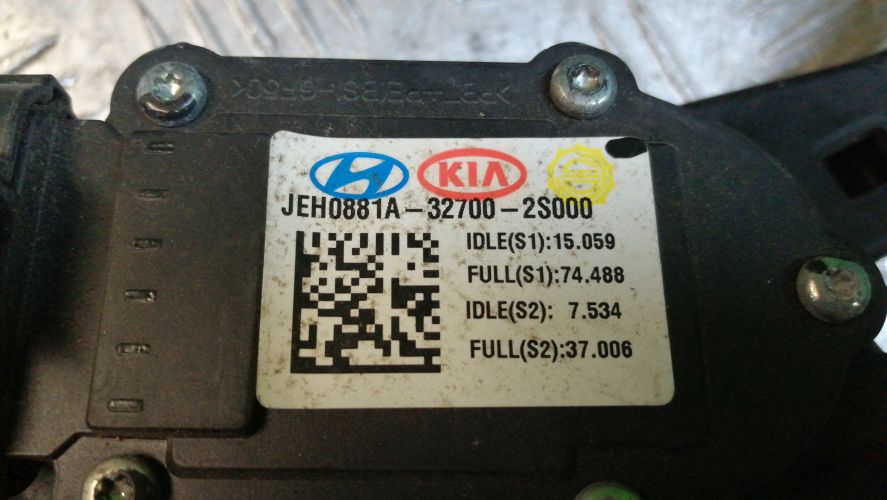 KIA
JEH0881A-32700-2S000
IDLE(S1):15.059
FULL(S1):74.488
IDLE(S2): 7.534
FULL(S2):37.006